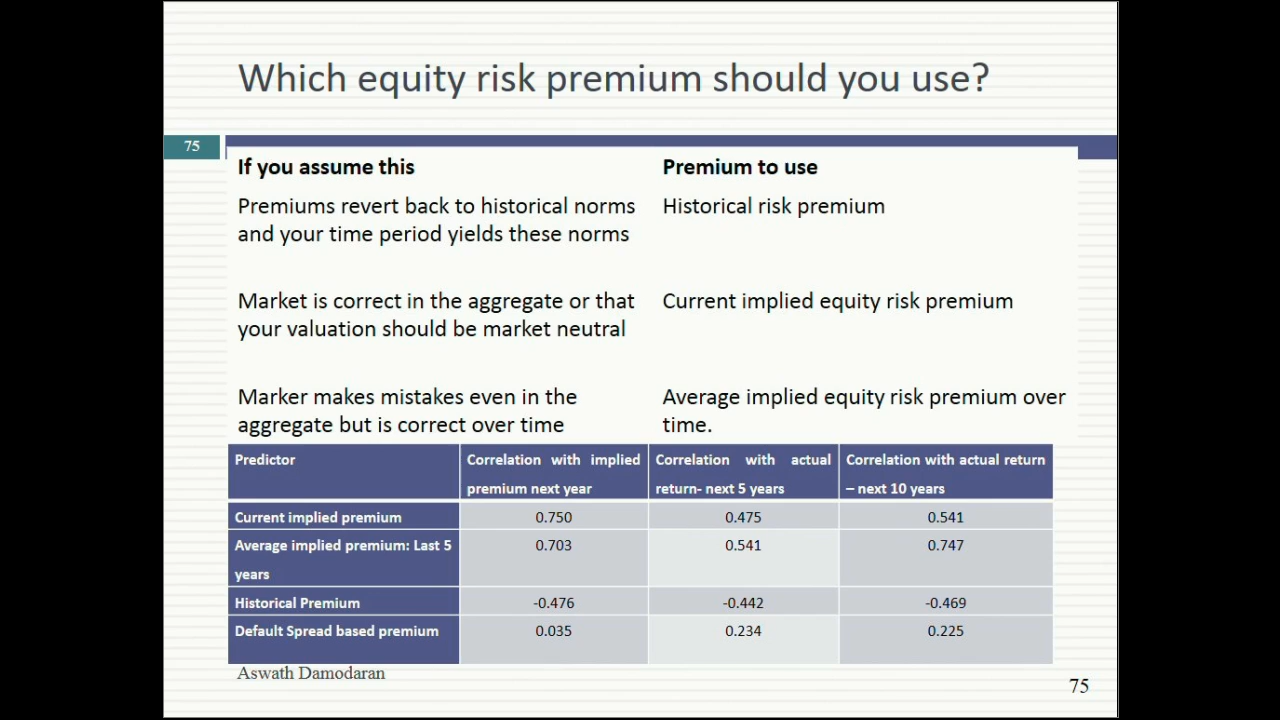 Which equity risk premium should you use?
75
If you assume this
Premium to use
Premiums revert back to historical norms
and your time period yields these norms
Historical risk premium
Market is correct in the aggregate or that
your valuation should be market neutral
Current implied equity risk premium
Marker makes mistakes even in the
aggregate but is correct over time
Average implied equity risk premium over
time.
Predictor
Correlation with implied
premium next year
Correlation with actual
return- next 5 years
Correlation with actual return
– next 10 years
Current implied premium
0.750
0.475
0.541
Average implied premium: Last 5
years
0.703
0.541
0.747
Historical Premium
-0.476
-0.442
-0.469
Default Spread based premium
0.035
0.234
0.225
Aswath Damodaran
75